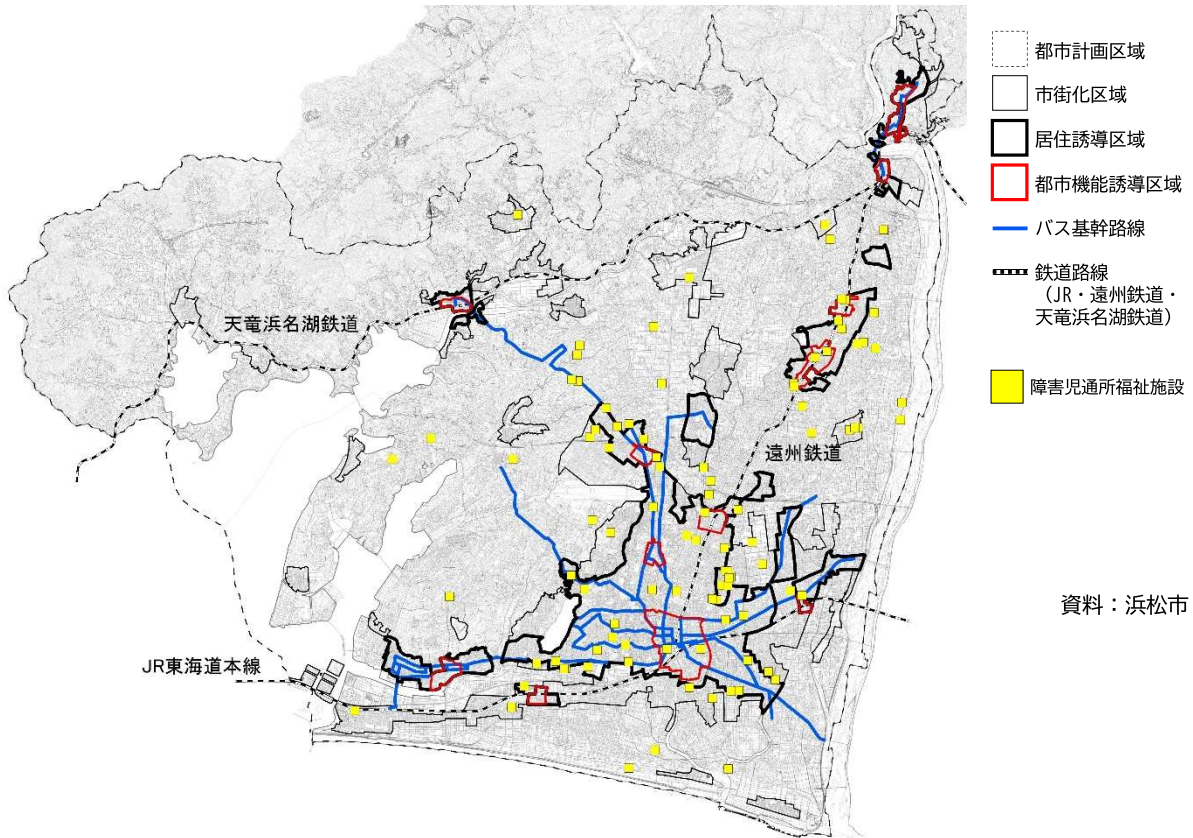 都市計画区域
市街化区域
居住誘導区域
都市機能誘導区域
バス基幹路線
鉄道路線
（JR・遠州鉄道・
天竜浜名湖鉄道）
障害児通所福祉施設
天竜浜名湖鉄道
遠州鉄道
JR東海道本線
資料：浜松市